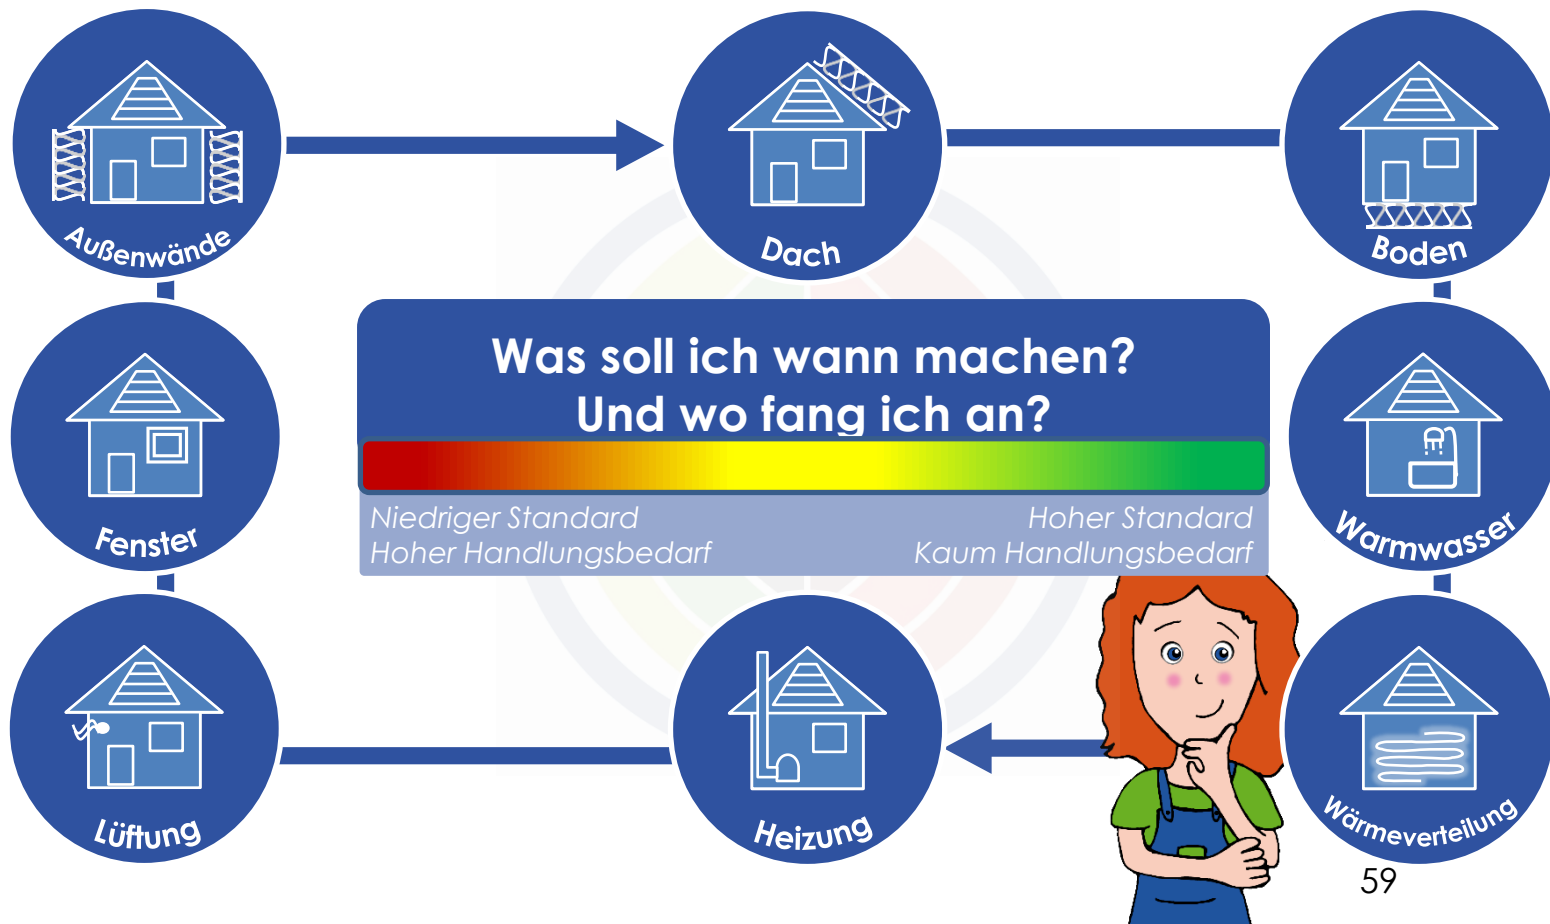 Außenwände
Dach
Boden
Was soll ich wann machen?
Und wo fang ich an?
Niedriger Standard
Hoher Standard
Hoher Handlungsbedarf
Kaum Handlungsbedarf
Fenster
Warmwasser
Lüftung
Heizung
Wärmeverteilung
59